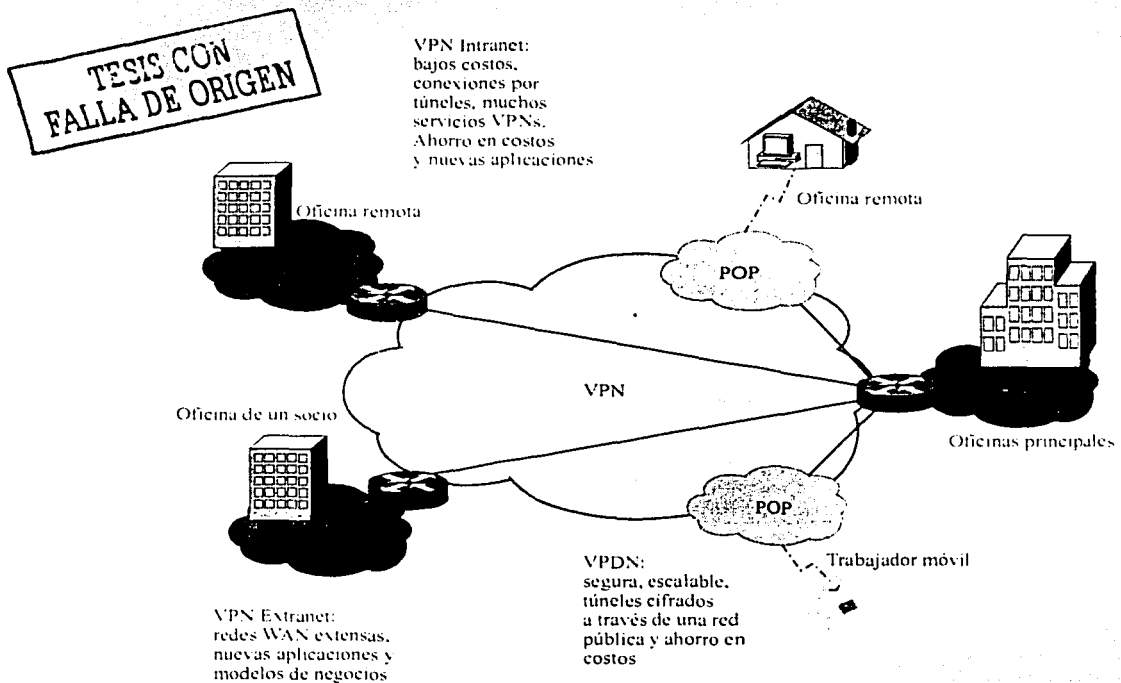 TESIS CON
FALLA DE ORIGEN
VPN Intranet:
bajos costos,
conexiones por
túneles, muchos
servicios VPNs.
Ahorro en costos
y nuevas aplicaciones
Oficina remota
Oficina remota
POP
VPN
Oficina de un socio
Oficinas principales
POP
Trabajador móvil
VPDN:
segura, escalable,
túneles cifrados
a través de una red
pública y ahorro en
costos
VPN Extranet:
redes WAN extensas,
nuevas aplicaciones y
modelos de negocios